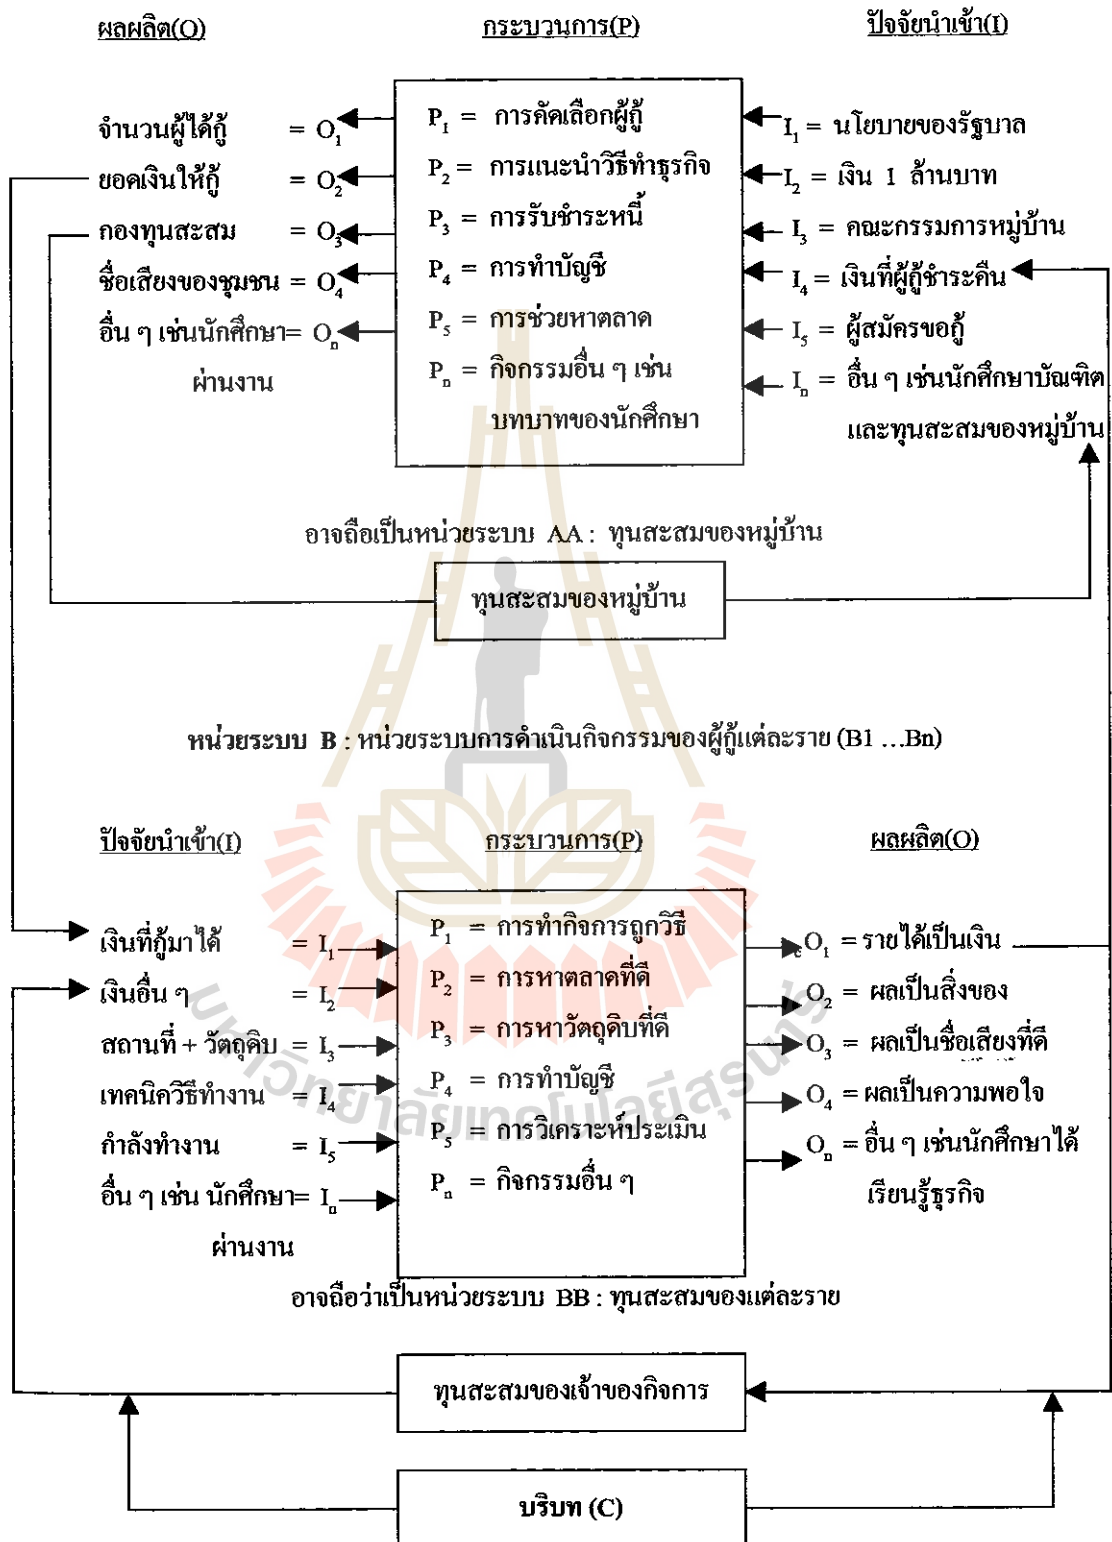 ผลผลิต(O) กระบวนการ(P) ปัจจัยนำเข้า(I)
จำนวนผู้ได้กู้ = O1 P1 = การคัดเลือกผู้กู้ I1 = นโยบายของรัฐบาล
ยอดเงินให้กู้ = O2 P2 = การแนะนำวิธีทำธุรกิจ I2 = เงิน 1 ล้านบาท
กองทุนสะสม = O3 P3 = การรับชำระหนี้ I3 = คณะกรรมการหมู่บ้าน
ชื่อเสียงของชุมชน = O4 P4 = การทำบัญชี I4 = เงินที่ผู้กู้ชำระคืน
อื่น ๆ เช่นนักศึกษา= On P5 = การช่วยหาตลาด I5 = ผู้สมัครขอกู้
ผ่านงาน Pn = กิจกรรมอื่น ๆ เช่น In = อื่น ๆ เช่นนักศึกษาบัณฑิต
บทบาทของนักศึกษา และทุนสะสมของหมู่บ้าน
อาจถือเป็นหน่วยระบบ AA : ทุนสะสมของหมู่บ้าน
ทุนสะสมของหมู่บ้าน
หน่วยระบบ B : หน่วยระบบการดำเนินกิจกรรมของผู้กู้แต่ละราย (B1 ...Bn)
ปัจจัยนำเข้า(I) กระบวนการ(P) ผลผลิต(O)
เงินที่กู้มาได้ = I1 P1 = การทำกิจการถูกวิธี O1 = รายได้เป็นเงิน
เงินอื่น ๆ = I2 P2 = การหาตลาดที่ดี O2 = ผลเป็นสิ่งของ
สถานที่ + วัตถุดิบ = I3 P3 = การหาวัตถุดิบที่ดี O3 = ผลเป็นชื่อเสียงที่ดี
เทคนิควิธีทำงาน = I4 P4 = การทำบัญชี O4 = ผลเป็นความพอใจ
กำลังทำงาน = I5 P5 = การวิเคราะห์ประเมิน On = อื่น ๆ เช่นนักศึกษาได้
อื่น ๆ เช่น นักศึกษา= In Pn = กิจกรรมอื่น ๆ เรียนรู้ธุรกิจ
ผ่านงาน
มหาวิทยาลัยเทคโนโลยีสุรนารี
อาจถือว่าเป็นหน่วยระบบ BB : ทุนสะสมของแต่ละราย
ทุนสะสมของเจ้าของกิจการ
บริบท (C)